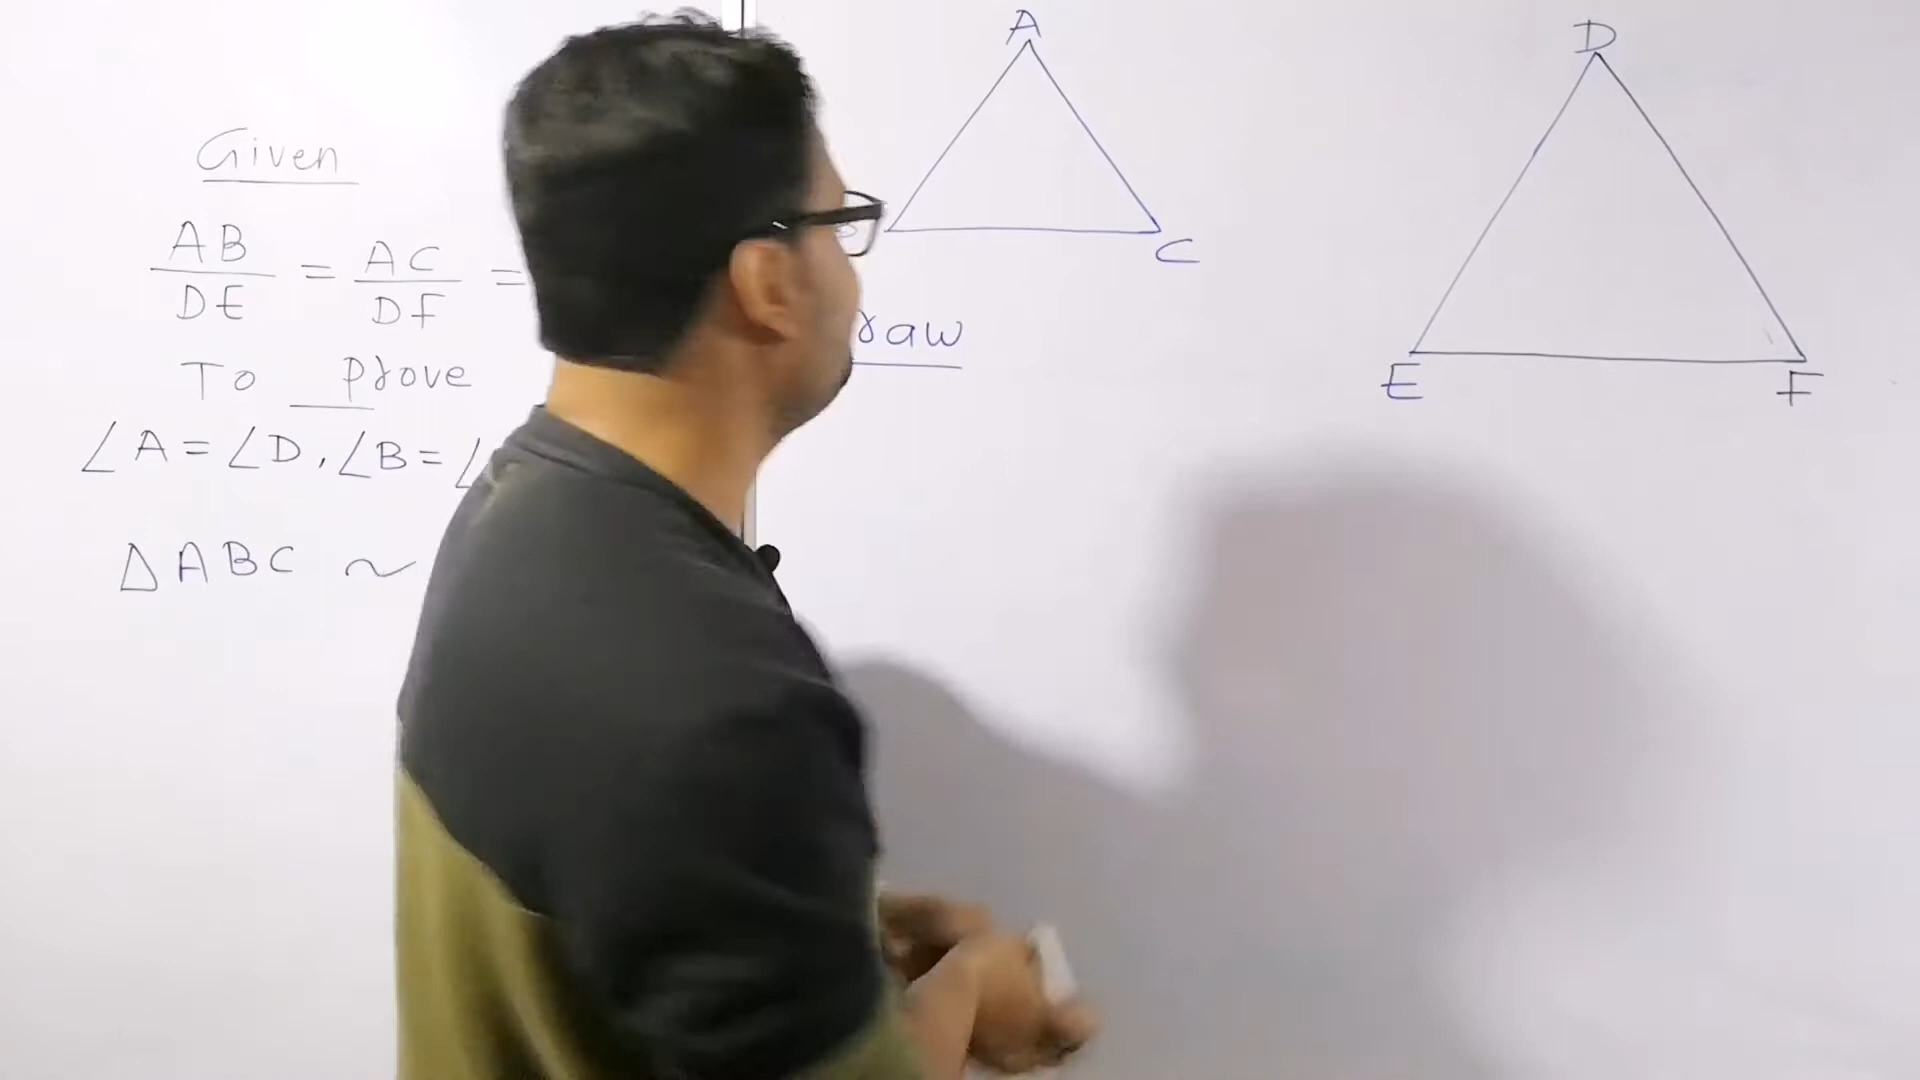 Given
AB/DE = AC/DF =
To prove
∠A = ∠D, ∠B = ∠
ΔABC ~
A
C
raw
D
E
F